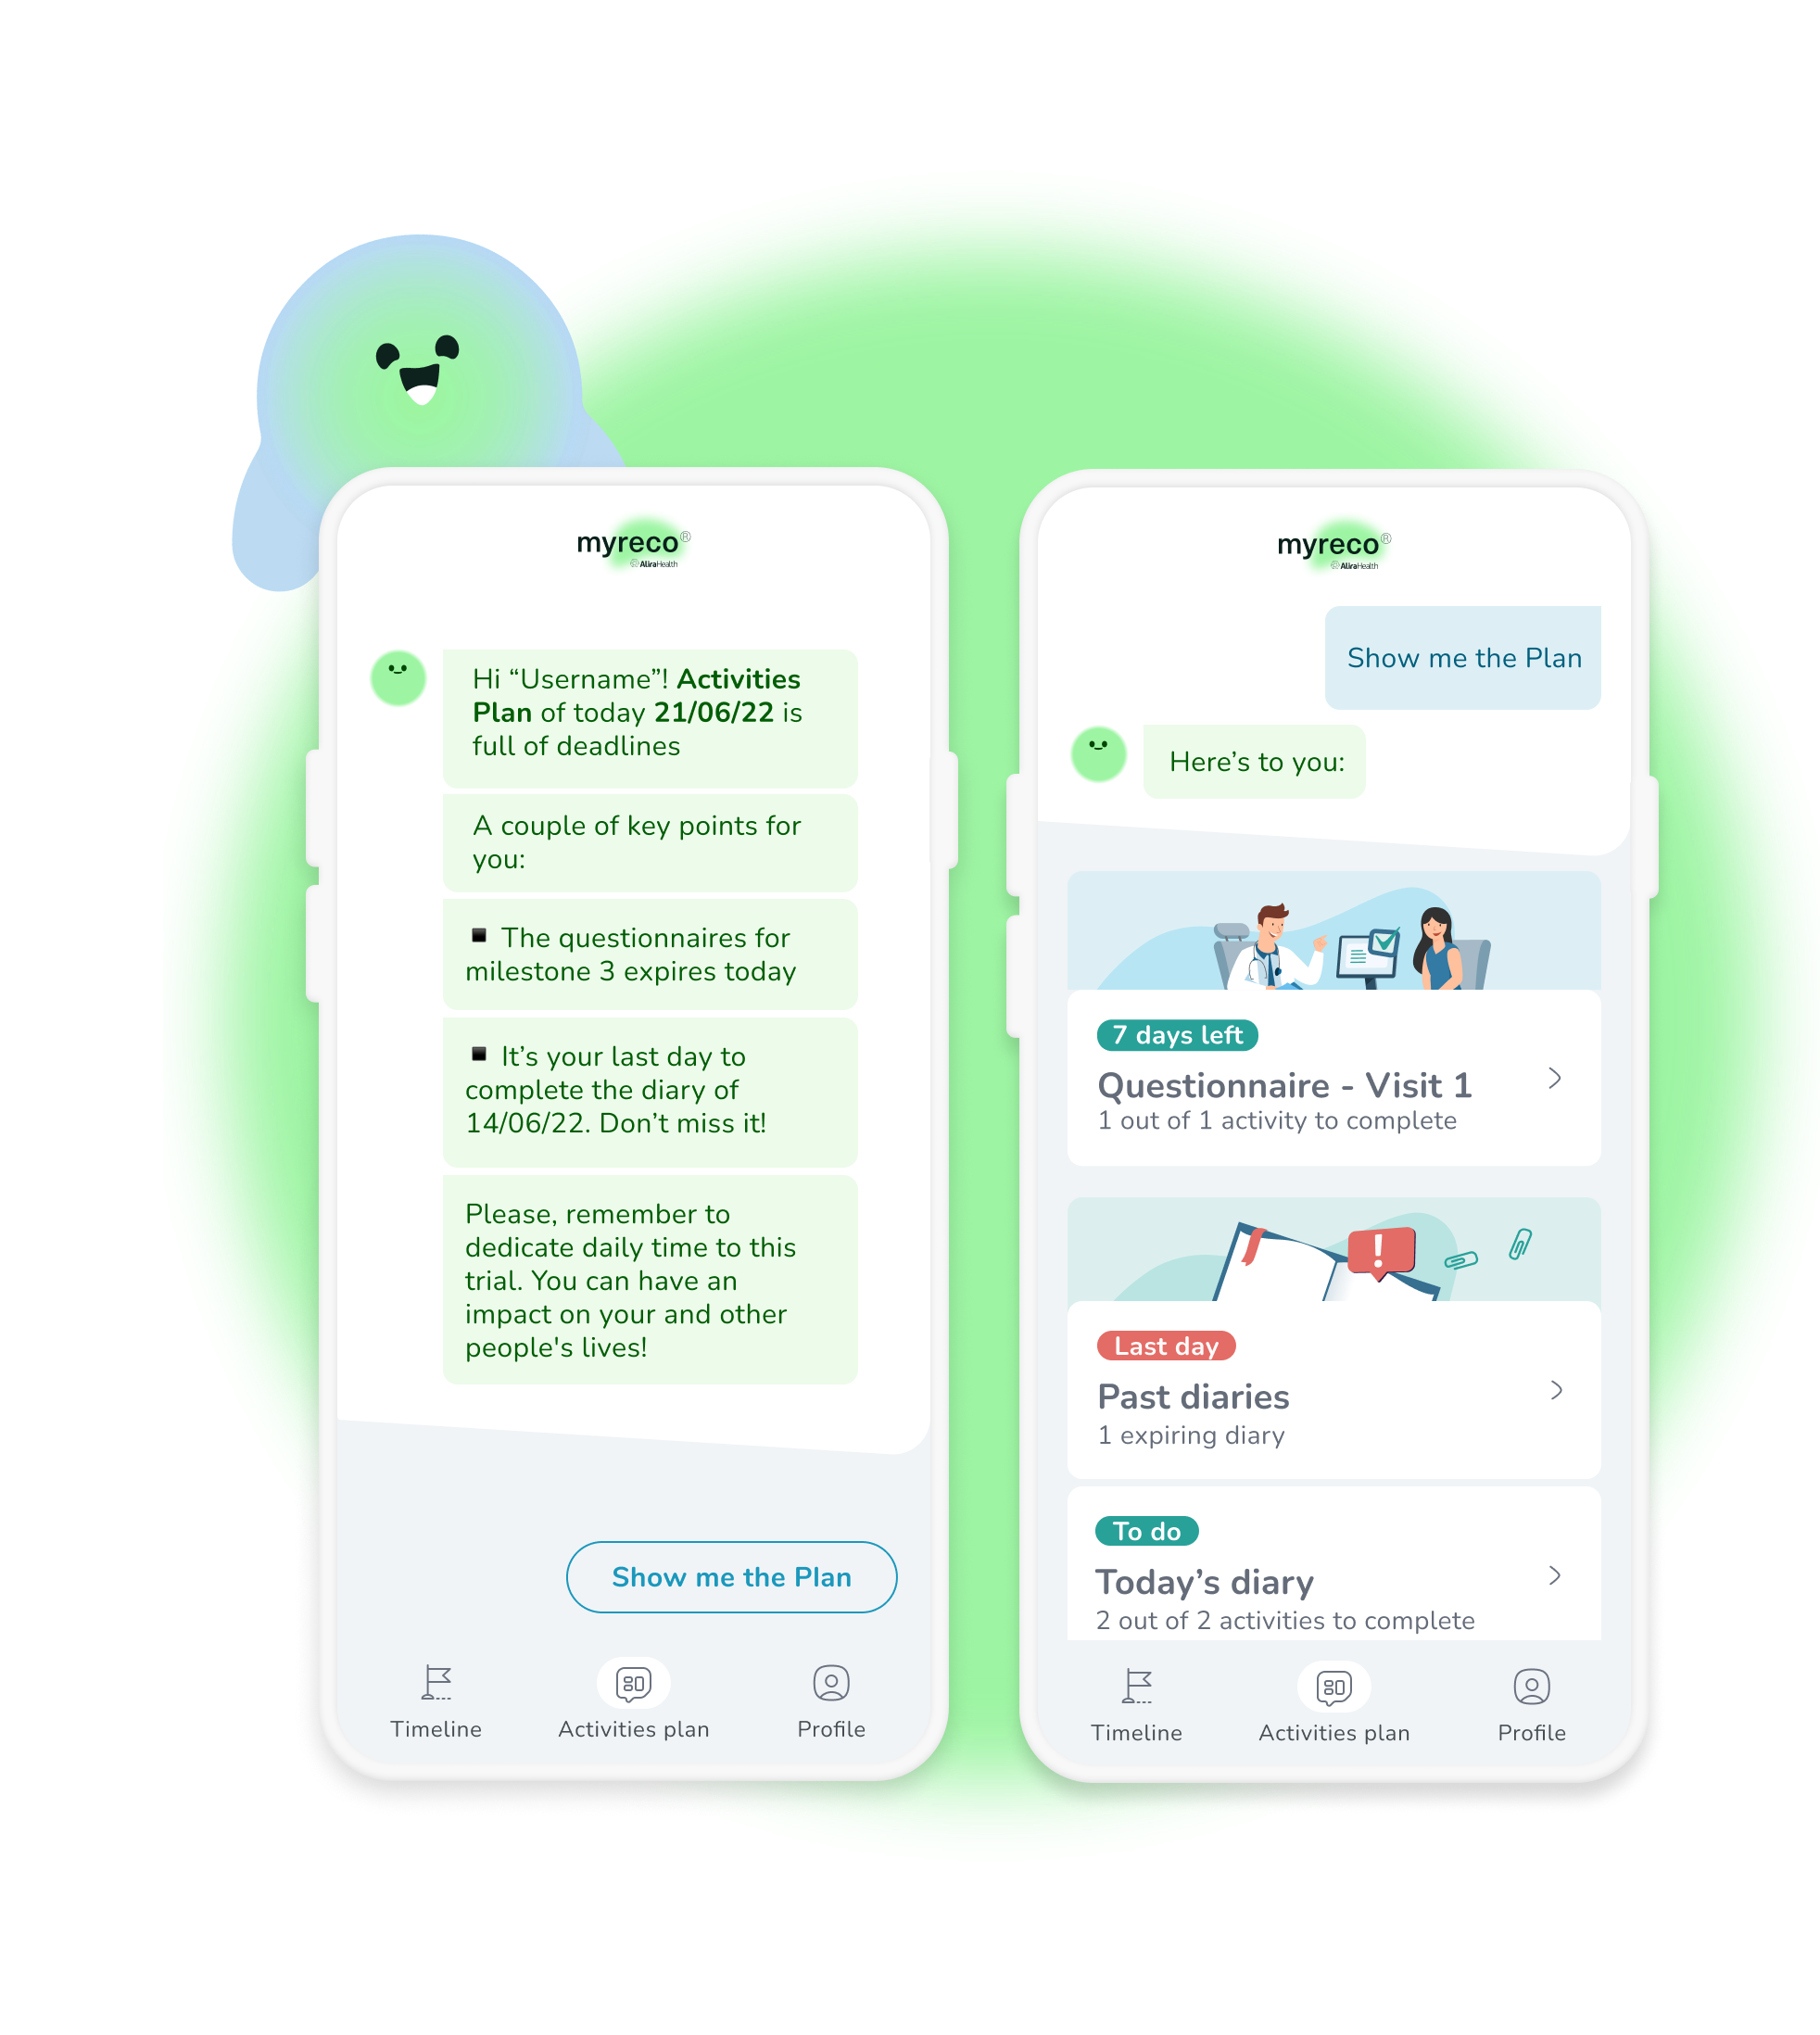 myreco®
AliraHealth
Hi “Username”! Activities
Plan of today 21/06/22 is
full of deadlines
A couple of key points for
you:
▪ The questionnaires for
milestone 3 expires today
▪ It’s your last day to
complete the diary of
14/06/22. Don’t miss it!
Please, remember to
dedicate daily time to this
trial. You can have an
impact on your and other
people's lives!
Show me the Plan
Timeline
Activities plan
Profile
myreco®
AliraHealth
Show me the Plan
Here’s to you:
7 days left
Questionnaire - Visit 1
1 out of 1 activity to complete
Last day
Past diaries
1 expiring diary
To do
Today’s diary
2 out of 2 activities to complete
Timeline
Activities plan
Profile